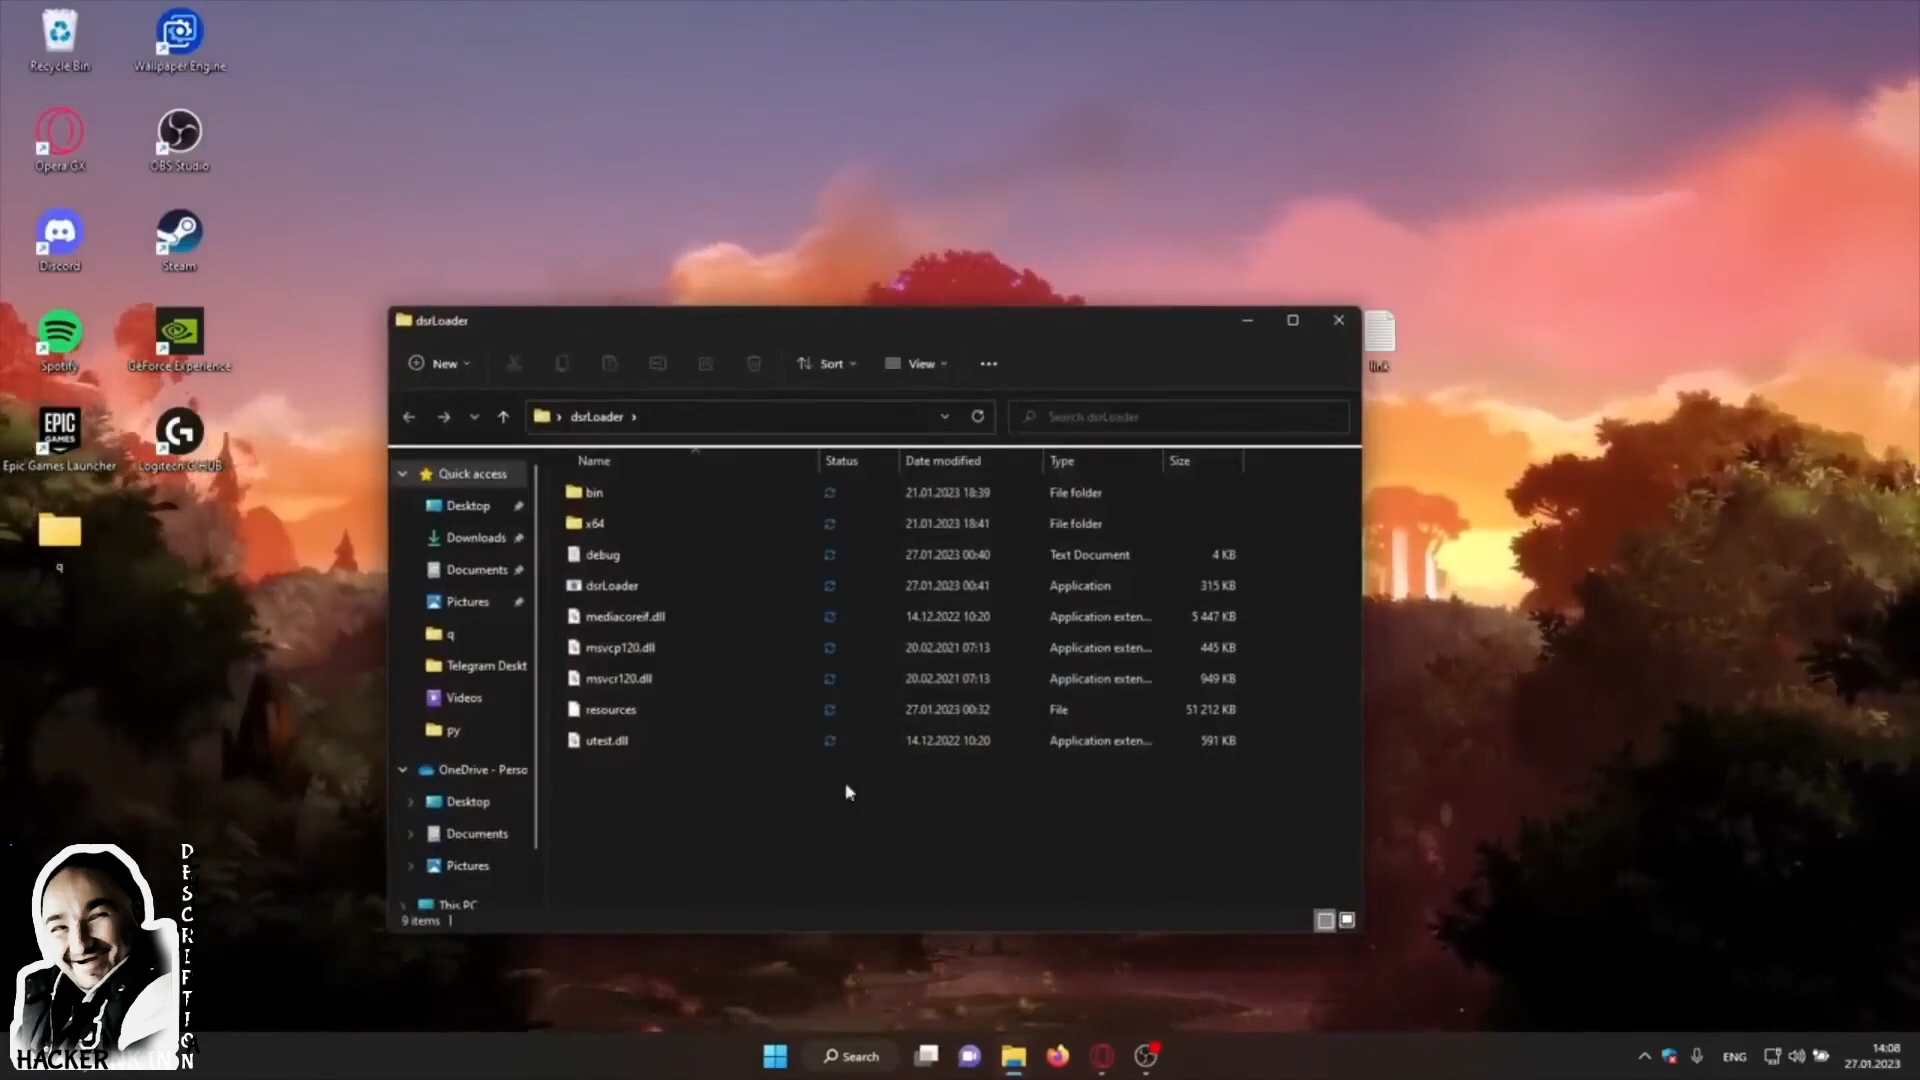 Recycle Bin
Wallpaper Engine
Opera GX
OBS Studio
Discord
Steam
Spotify
GeForce Experience
EPIC
GAMES
Epic Games Launcher
Logitech G HUB
q
link
dsrLoader
New
Sort
View
dsrLoader
Search dsrLoader
Name Status Date modified Type Size
Quick access
Desktop
Downloads
Documents
Pictures
q
Telegram Deskt
Videos
py
OneDrive - Perso
Desktop
Documents
Pictures
This PC
bin 21.01.2023 18:39 File folder
x64 21.01.2023 18:41 File folder
debug 27.01.2023 00:40 Text Document 4 KB
dsrLoader 27.01.2023 00:41 Application 315 KB
mediacoreif.dll 14.12.2022 10:20 Application exten... 5 447 KB
msvcp120.dll 20.02.2021 07:13 Application exten... 445 KB
msvcr120.dll 20.02.2021 07:13 Application exten... 949 KB
resources 27.01.2023 00:32 File 51 212 KB
utest.dll 14.12.2022 10:20 Application exten... 591 KB
9 items
HACKER
DESCRIPTION
Search
ENG
14:08
27.01.2023